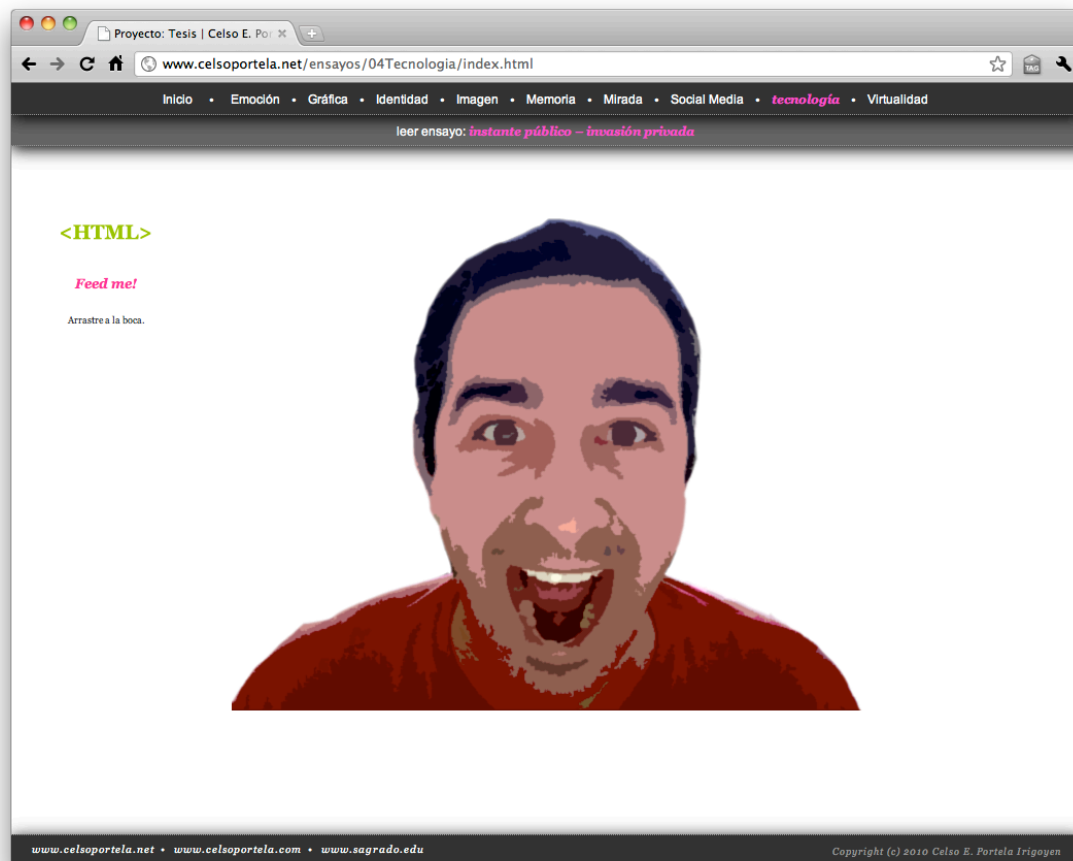 Proyecto: Tesis | Celso E. Por
www.celsoportela.net/ensayos/04Tecnologia/index.html
TAG
Inicio • Emoción • Gráfica • Identidad • Imagen • Memoria • Mirada • Social Media • tecnología • Virtualidad
leer ensayo: instante público – invasión privada
<HTML>
Feed me!
Arrastre a la boca.
www.celsoportela.net • www.celsoportela.com • www.sagrado.edu
Copyright (c) 2010 Celso E. Portela Irigoyen